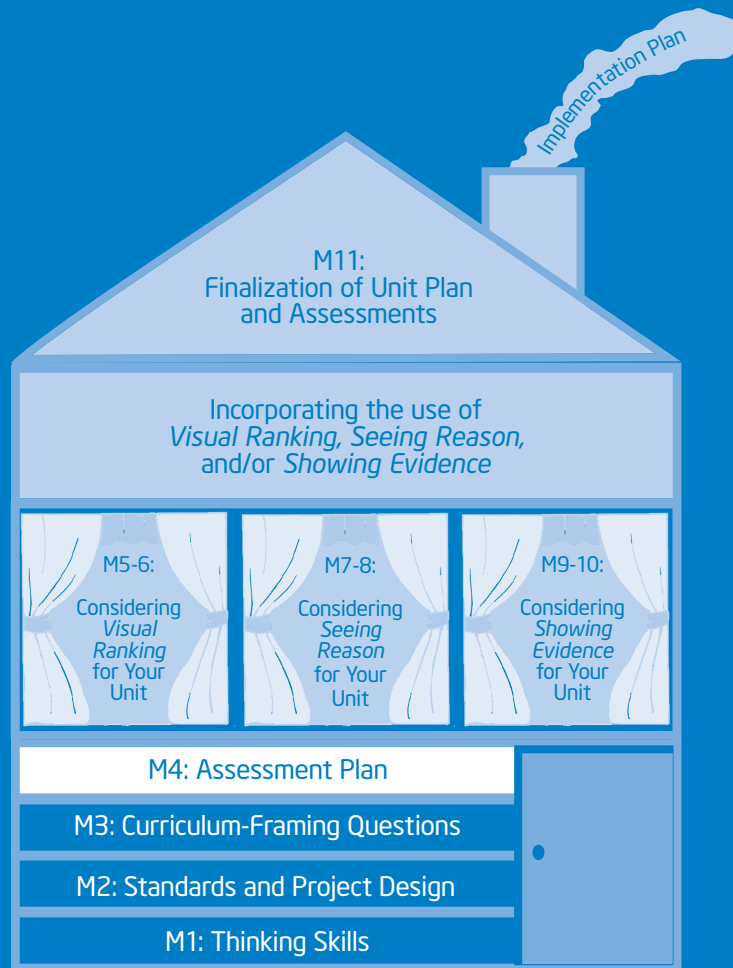 Implementation Plan
M11:
Finalization of Unit Plan
and Assessments
Incorporating the use of
Visual Ranking, Seeing Reason,
and/or Showing Evidence
M5-6:
Considering
Visual
Ranking
for Your
Unit
M7-8:
Considering
Seeing
Reason
for Your
Unit
M9-10:
Considering
Showing
Evidence
for Your
Unit
M4: Assessment Plan
M3: Curriculum-Framing Questions
M2: Standards and Project Design
M1: Thinking Skills